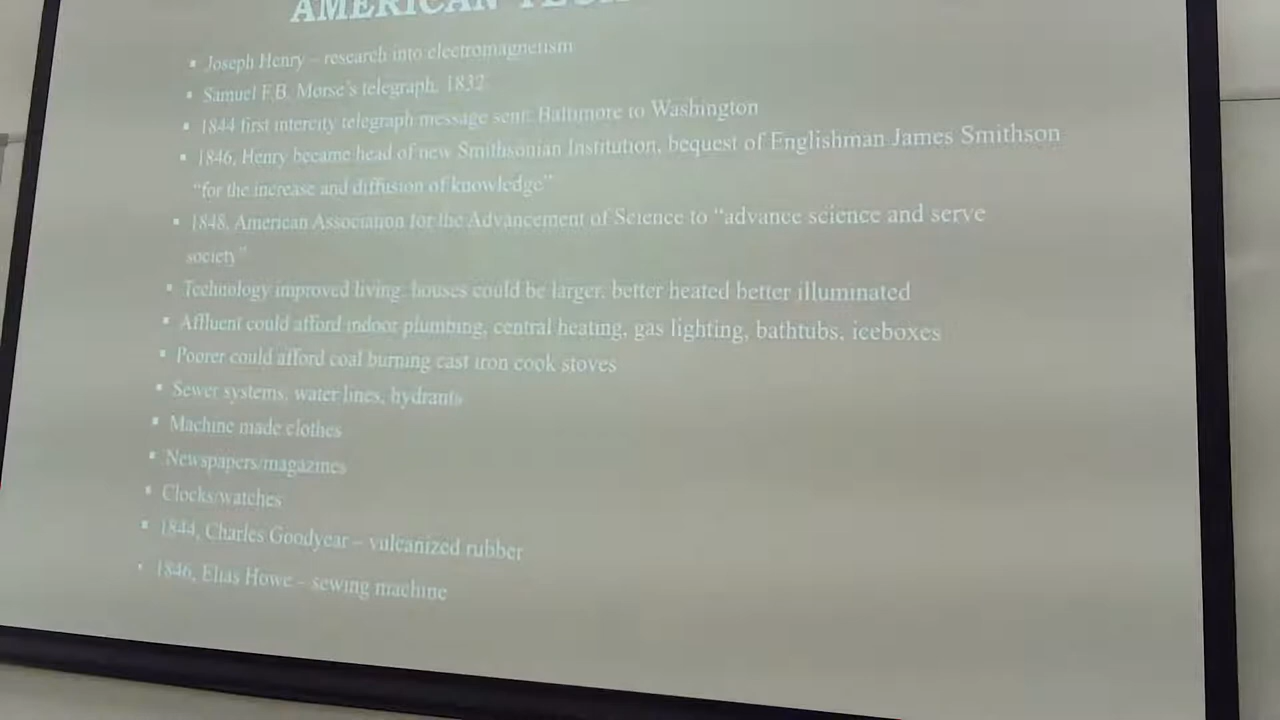 AMERICAN
▪ Joseph Henry – research into electromagnetism
▪ Samuel F.B. Morse's telegraph, 1832
▪ 1844 first intercity telegraph message sent: Baltimore to Washington
▪ 1846, Henry became head of new Smithsonian Institution, bequest of Englishman James Smithson
"for the increase and diffusion of knowledge"
▪ 1848, American Association for the Advancement of Science to "advance science and serve
society"
▪ Technology improved living: houses could be larger, better heated better illuminated
▪ Affluent could afford indoor plumbing, central heating, gas lighting, bathtubs, iceboxes
▪ Poorer could afford coal burning cast iron cook stoves
▪ Sewer systems, water lines, hydrants
▪ Machine made clothes
▪ Newspapers/magazines
▪ Clocks/watches
▪ 1844, Charles Goodyear – vulcanized rubber
▪ 1846, Elias Howe – sewing machine